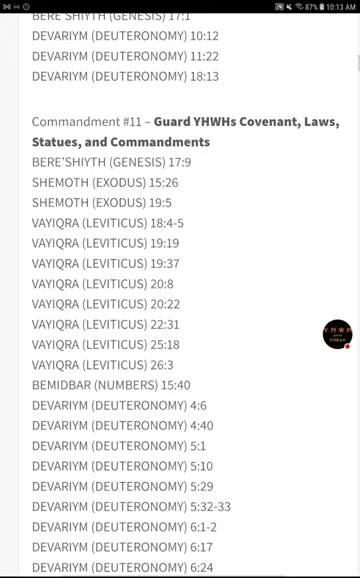 87% 10:13 AM
BERE'SHIYTH (GENESIS) 17:1
DEVARIYM (DEUTERONOMY) 10:12
DEVARIYM (DEUTERONOMY) 11:22
DEVARIYM (DEUTERONOMY) 18:13
Commandment #11 – Guard YHWHs Covenant, Laws,
Statues, and Commandments
BERE'SHIYTH (GENESIS) 17:9
SHEMOTH (EXODUS) 15:26
SHEMOTH (EXODUS) 19:5
VAYIQRA (LEVITICUS) 18:4-5
VAYIQRA (LEVITICUS) 19:19
VAYIQRA (LEVITICUS) 19:37
VAYIQRA (LEVITICUS) 20:8
VAYIQRA (LEVITICUS) 20:22
VAYIQRA (LEVITICUS) 22:31
VAYIQRA (LEVITICUS) 25:18
VAYIQRA (LEVITICUS) 26:3
BEMIDBAR (NUMBERS) 15:40
DEVARIYM (DEUTERONOMY) 4:6
DEVARIYM (DEUTERONOMY) 4:40
DEVARIYM (DEUTERONOMY) 5:1
DEVARIYM (DEUTERONOMY) 5:10
DEVARIYM (DEUTERONOMY) 5:29
DEVARIYM (DEUTERONOMY) 5:32-33
DEVARIYM (DEUTERONOMY) 6:1-2
DEVARIYM (DEUTERONOMY) 6:17
DEVARIYM (DEUTERONOMY) 6:24
YHWH
TORAH